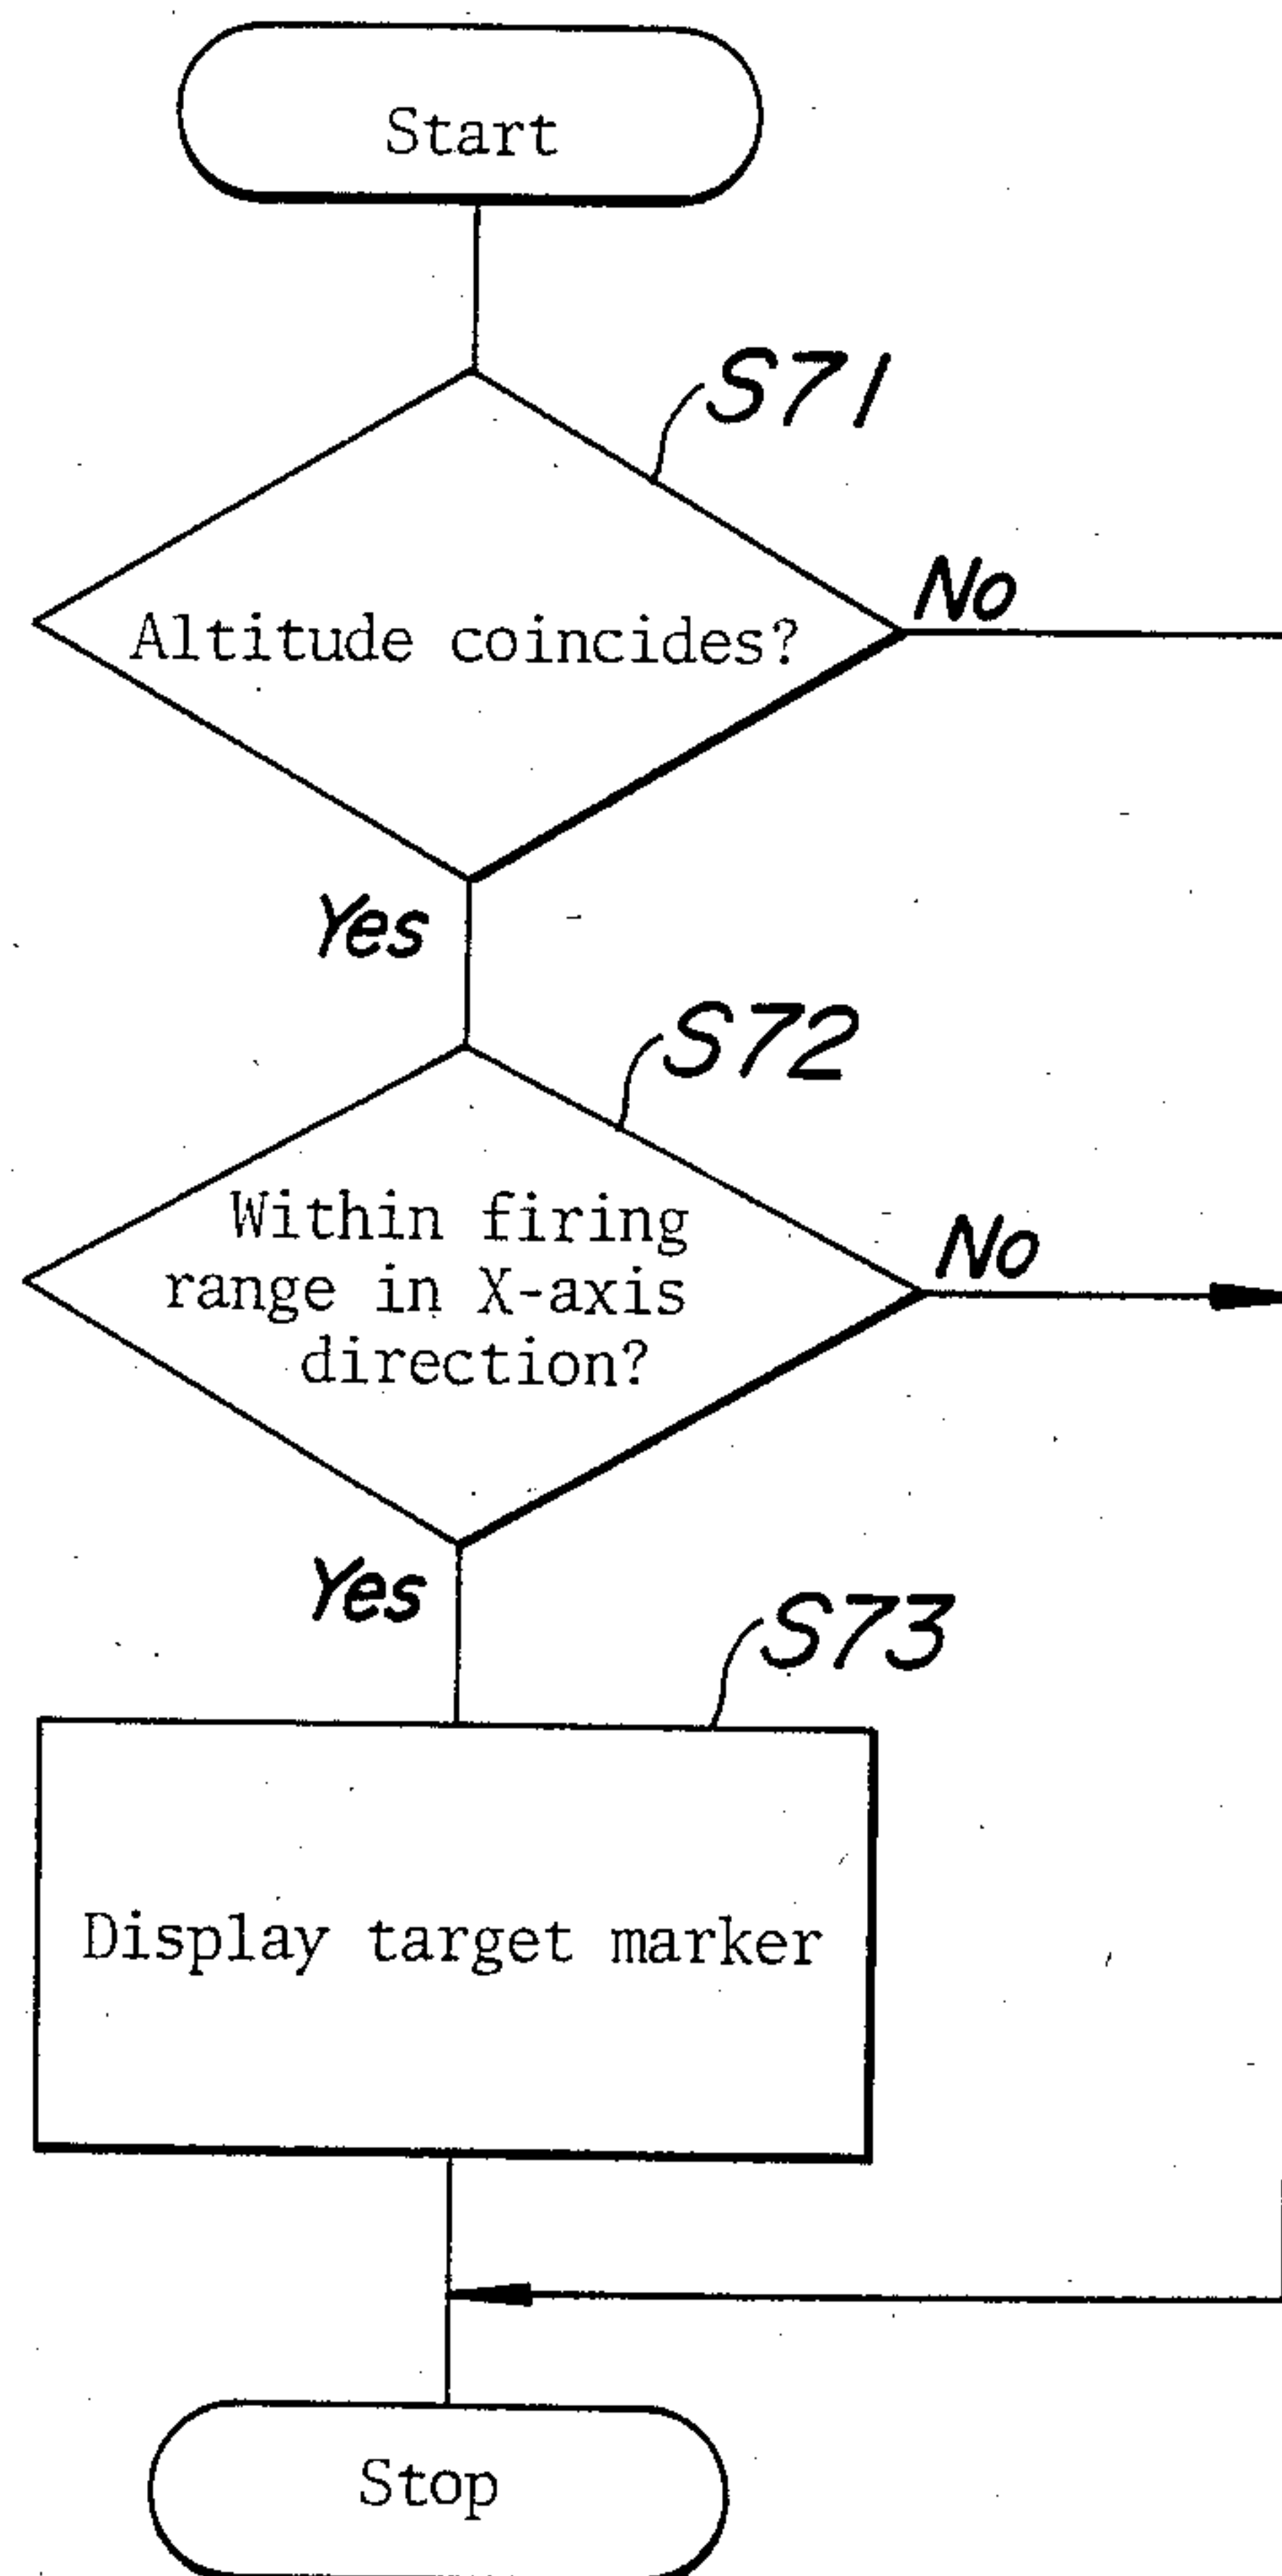 Start
S71
Altitude coincides?
No
Yes
S72
Within firing
range in X-axis
direction?
No
Yes
S73
Display target marker
Stop